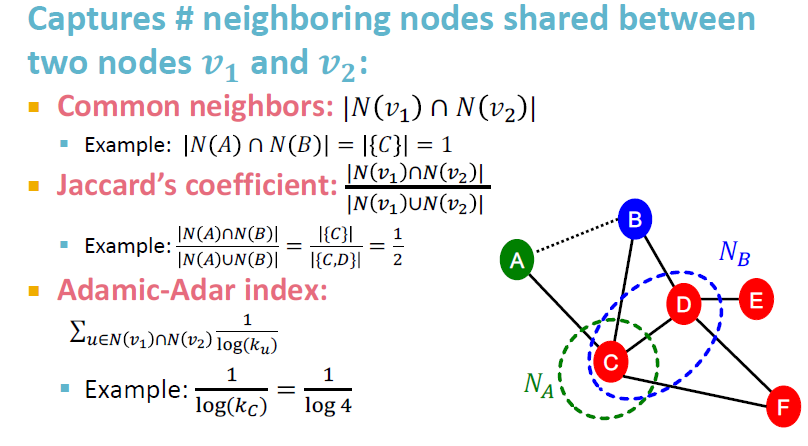 Captures # neighboring nodes shared between
two nodes 𝑣₁ and 𝑣₂:
▪ Common neighbors: |𝑁(𝑣₁) ∩ 𝑁(𝑣₂)|
▪ Example: |𝑁(𝐴) ∩ 𝑁(𝐵)| = |{𝐶}| = 1
▪ Jaccard's coefficient: |𝑁(𝑣₁)∩𝑁(𝑣₂)| / |𝑁(𝑣₁)∪𝑁(𝑣₂)|
▪ Example: |𝑁(𝐴)∩𝑁(𝐵)| / |𝑁(𝐴)∪𝑁(𝐵)| = |{𝐶}| / |{𝐶,𝐷}| = 1 / 2
▪ Adamic-Adar index:
∑𝑢∈𝑁(𝑣₁)∩𝑁(𝑣₂) 1 / log(𝑘ᵤ)
▪ Example: 1 / log(𝑘_C) = 1 / log 4
B
A
N_B
D
E
C
N_A
F